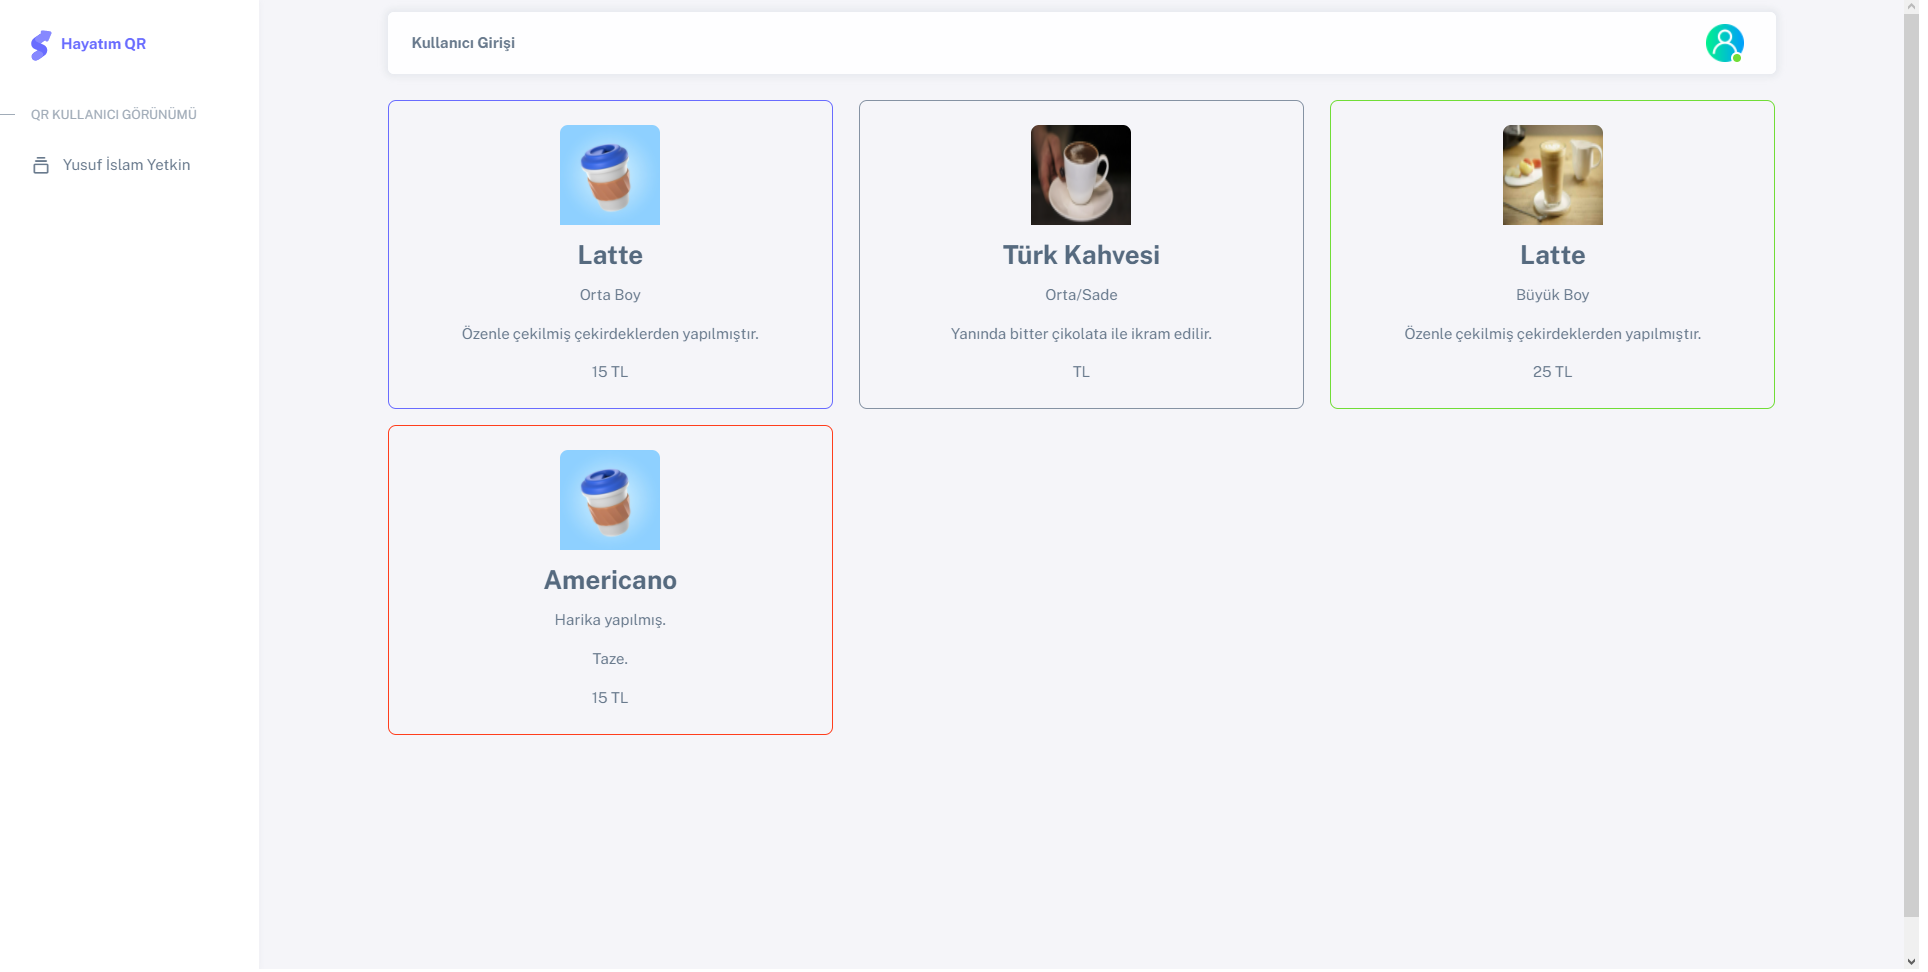 Hayatım QR
QR KULLANICI GÖRÜNÜMÜ
Yusuf İslam Yetkin
Kullanıcı Girişi
Latte
Orta Boy
Özenle çekilmiş çekirdeklerden yapılmıştır.
15 TL
Türk Kahvesi
Orta/Sade
Yanında bitter çikolata ile ikram edilir.
TL
Latte
Büyük Boy
Özenle çekilmiş çekirdeklerden yapılmıştır.
25 TL
Americano
Harika yapılmış.
Taze.
15 TL